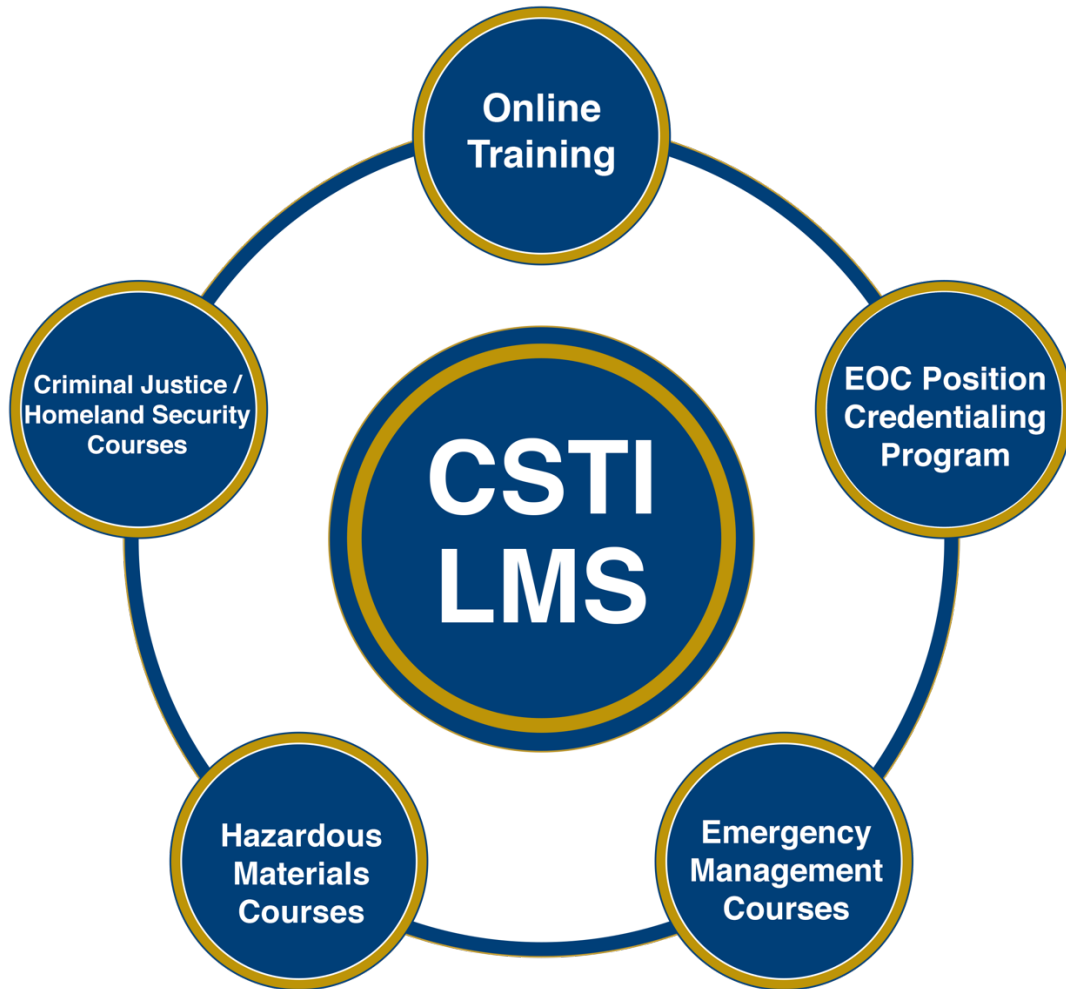 Online
Training
EOC Position
Credentialing
Program
Emergency
Management
Courses
Hazardous
Materials
Courses
Criminal Justice /
Homeland Security
Courses
CSTI
LMS